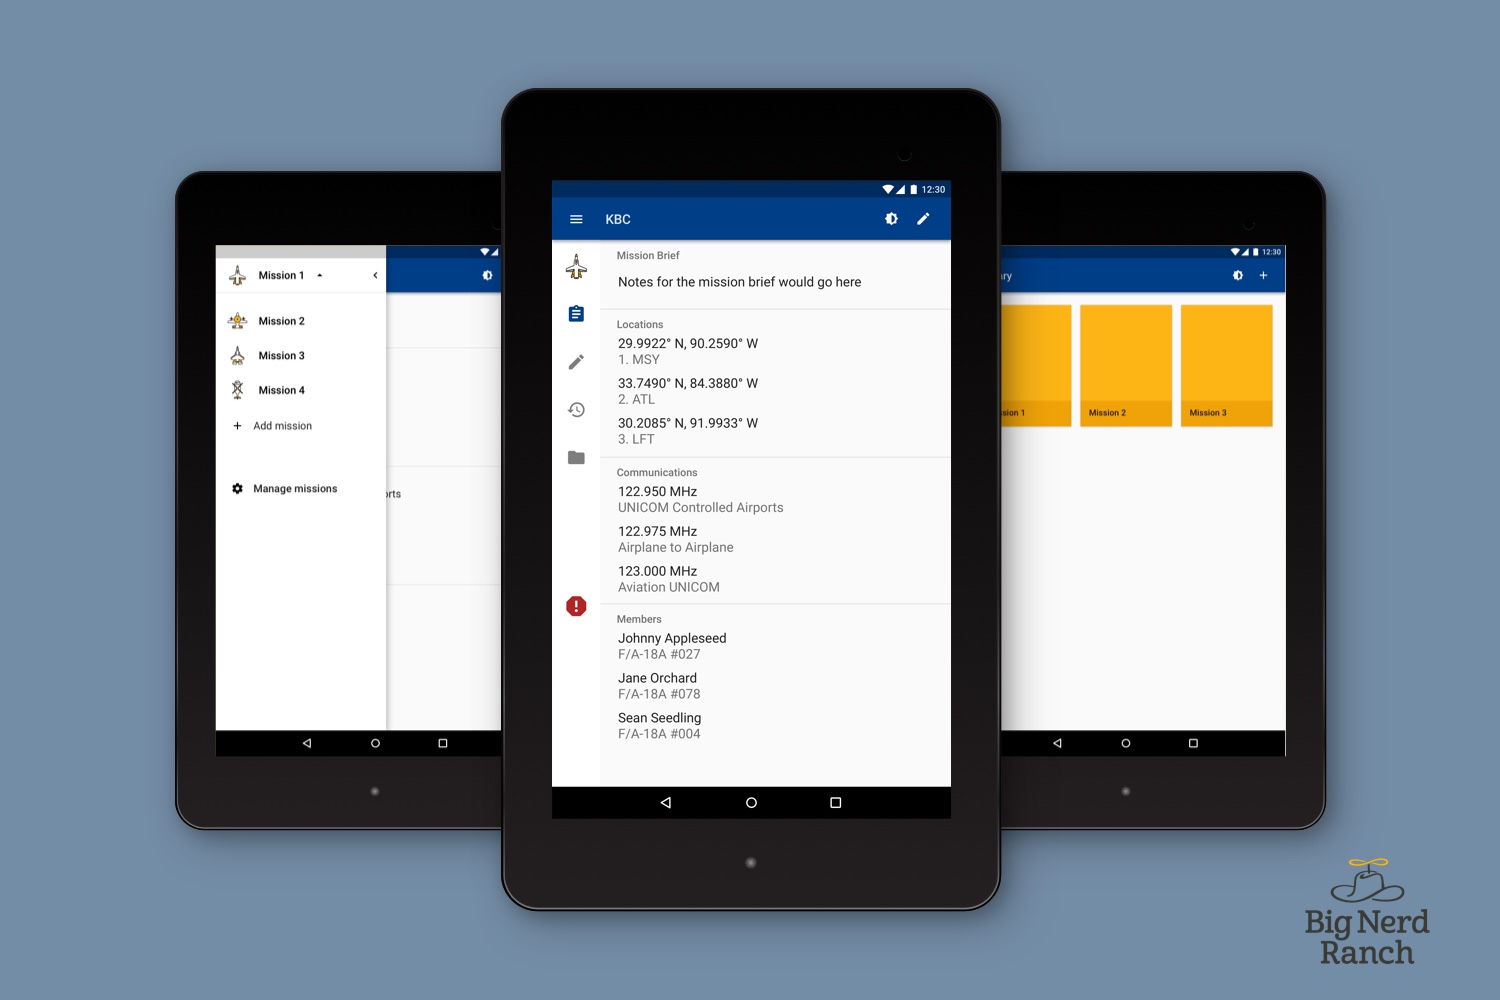 Mission 1
Mission 2
Mission 3
Mission 4
Add mission
Manage missions
12:30
KBC
Mission Brief
Notes for the mission brief would go here
Locations
29.9922° N, 90.2590° W
1. MSY
33.7490° N, 84.3880° W
2. ATL
30.2085° N, 91.9933° W
3. LFT
Communications
122.950 MHz
UNICOM Controlled Airports
122.975 MHz
Airplane to Airplane
123.000 MHz
Aviation UNICOM
Members
Johnny Appleseed
F/A-18A #027
Jane Orchard
F/A-18A #078
Sean Seedling
F/A-18A #004
12:30
Mission 2
Mission 3
Big Nerd
Ranch